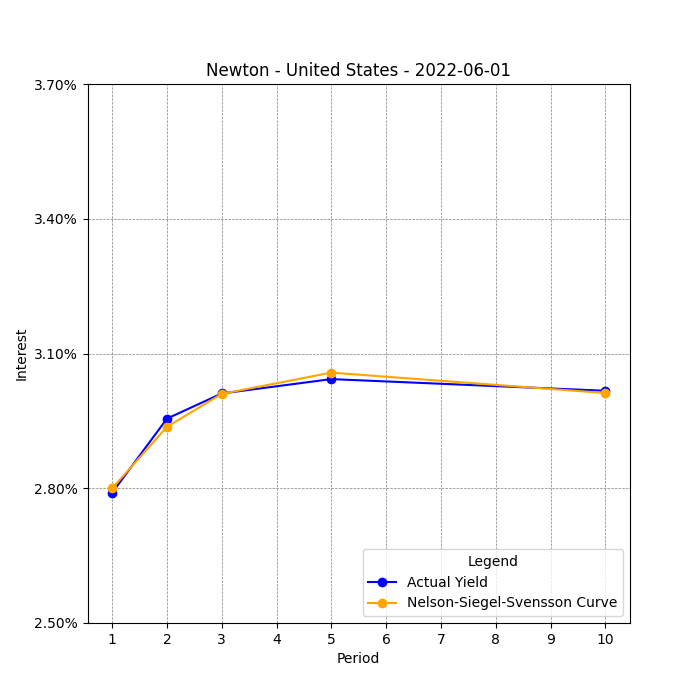 Newton - United States - 2022-06-01
3.70%
3.40%
3.10%
2.80%
2.50%
Interest
1 2 3 4 5 6 7 8 9 10
Period
Legend
Actual Yield
Nelson-Siegel-Svensson Curve